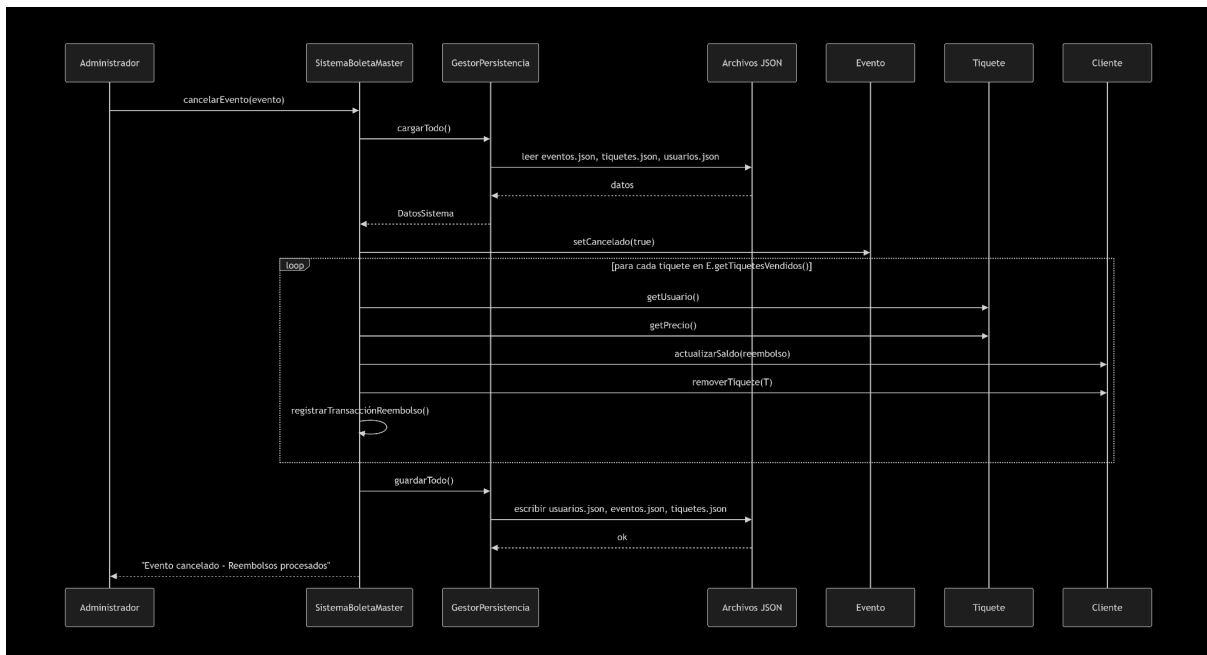 Administrador
SistemaBoletaMaster
GestorPersistencia
Archivos JSON
Evento
Tiquete
Cliente
cancelarEvento(evento)
cargarTodo()
leer eventos.json, tiquetes.json, usuarios.json
datos
DatosSistema
setCancelado(true)
loop
[para cada tiquete en E.getTiquetesVendidos()]
getUsuario()
getPrecio()
actualizarSaldo(reembolso)
removerTiquete(T)
registrarTransacciónReembolso()
guardarTodo()
escribir usuarios.json, eventos.json, tiquetes.json
ok
"Evento cancelado - Reembolsos procesados"
Administrador
SistemaBoletaMaster
GestorPersistencia
Archivos JSON
Evento
Tiquete
Cliente